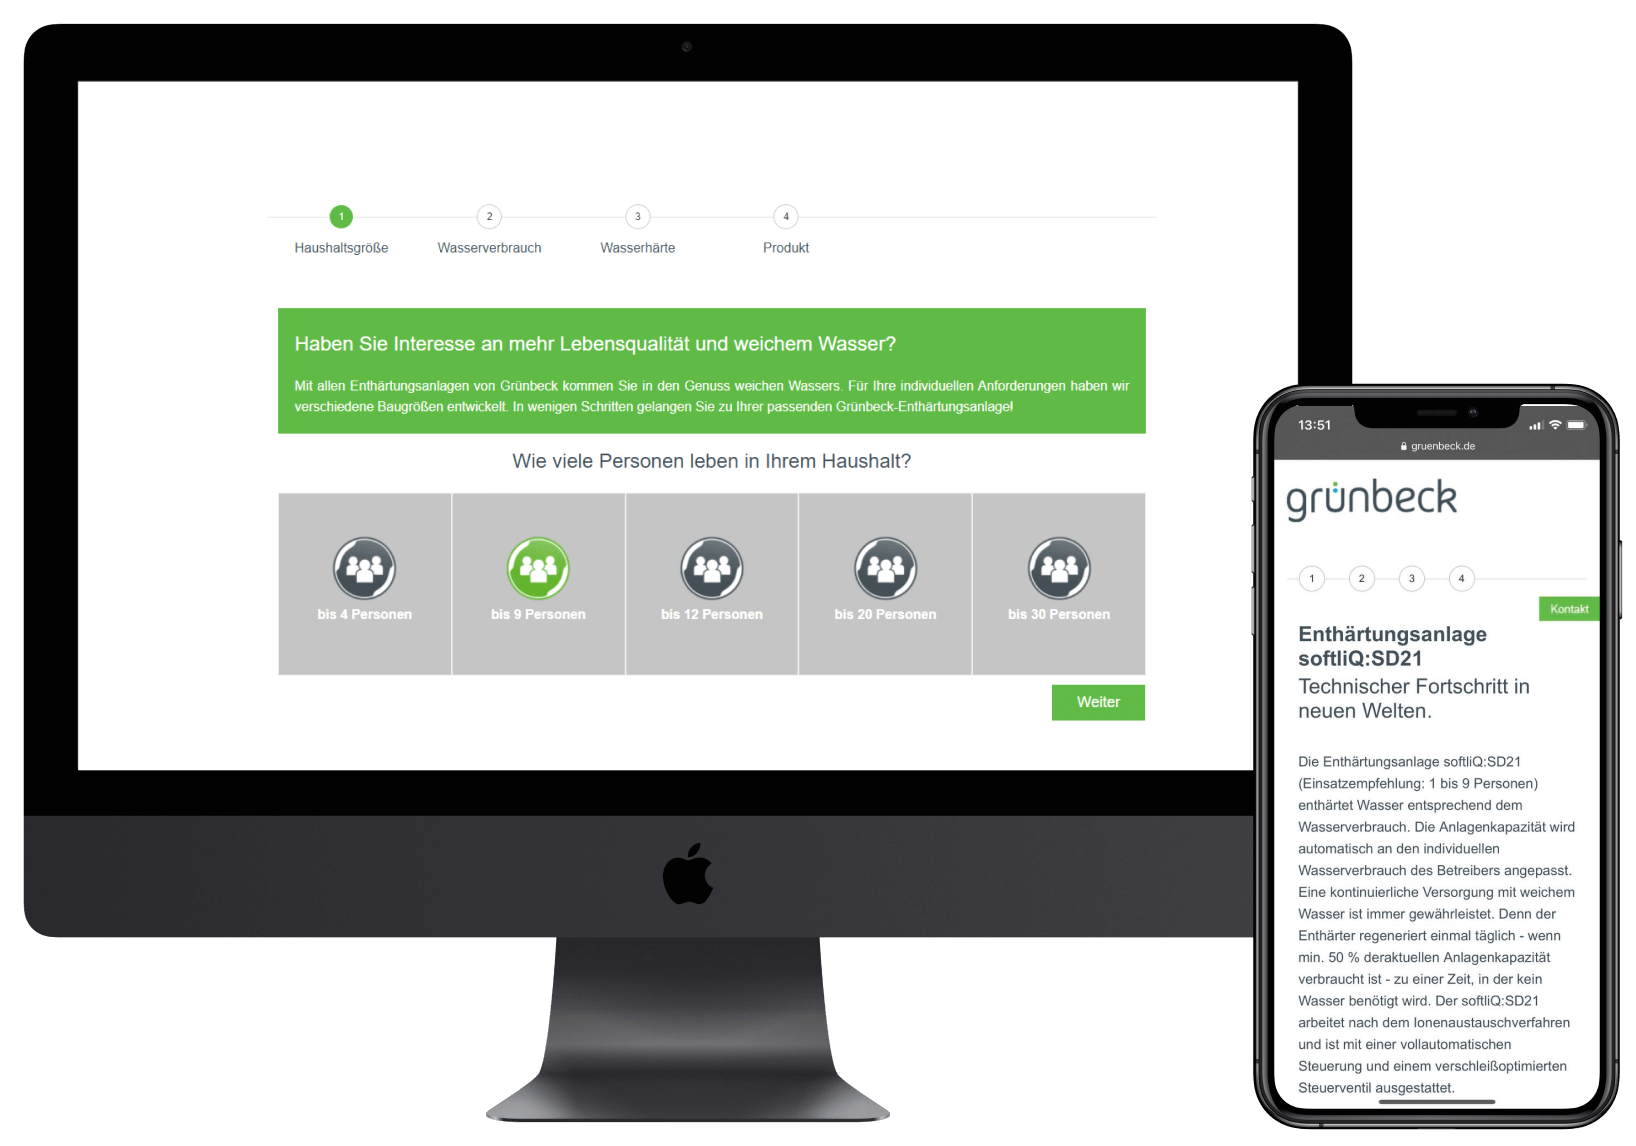 1
2
3
4
Haushaltsgröße
Wasserverbrauch
Wasserhärte
Produkt
Haben Sie Interesse an mehr Lebensqualität und weichem Wasser?
Mit allen Enthärtungsanlagen von Grünbeck kommen Sie in den Genuss weichen Wassers. Für Ihre individuellen Anforderungen haben wir
verschiedene Baugrößen entwickelt. In wenigen Schritten gelangen Sie zu Ihrer passenden Grünbeck-Enthärtungsanlage!
Wie viele Personen leben in Ihrem Haushalt?
bis 4 Personen
bis 9 Personen
bis 12 Personen
bis 20 Personen
bis 30 Personen
Weiter
13:51
gruenbeck.de
grünbeck
1
2
3
4
Kontakt
Enthärtungsanlage
softliQ:SD21
Technischer Fortschritt in
neuen Welten.
Die Enthärtungsanlage softliQ:SD21
(Einsatzempfehlung: 1 bis 9 Personen)
enthärtet Wasser entsprechend dem
Wasserverbrauch. Die Anlagenkapazität wird
automatisch an den individuellen
Wasserverbrauch des Betreibers angepasst.
Eine kontinuierliche Versorgung mit weichem
Wasser ist immer gewährleistet. Denn der
Enthärter regeneriert einmal täglich - wenn
min. 50 % deraktuellen Anlagenkapazität
verbraucht ist - zu einer Zeit, in der kein
Wasser benötigt wird. Der softliQ:SD21
arbeitet nach dem Ionenaustauschverfahren
und ist mit einer vollautomatischen
Steuerung und einem verschleißoptimierten
Steuerventil ausgestattet.